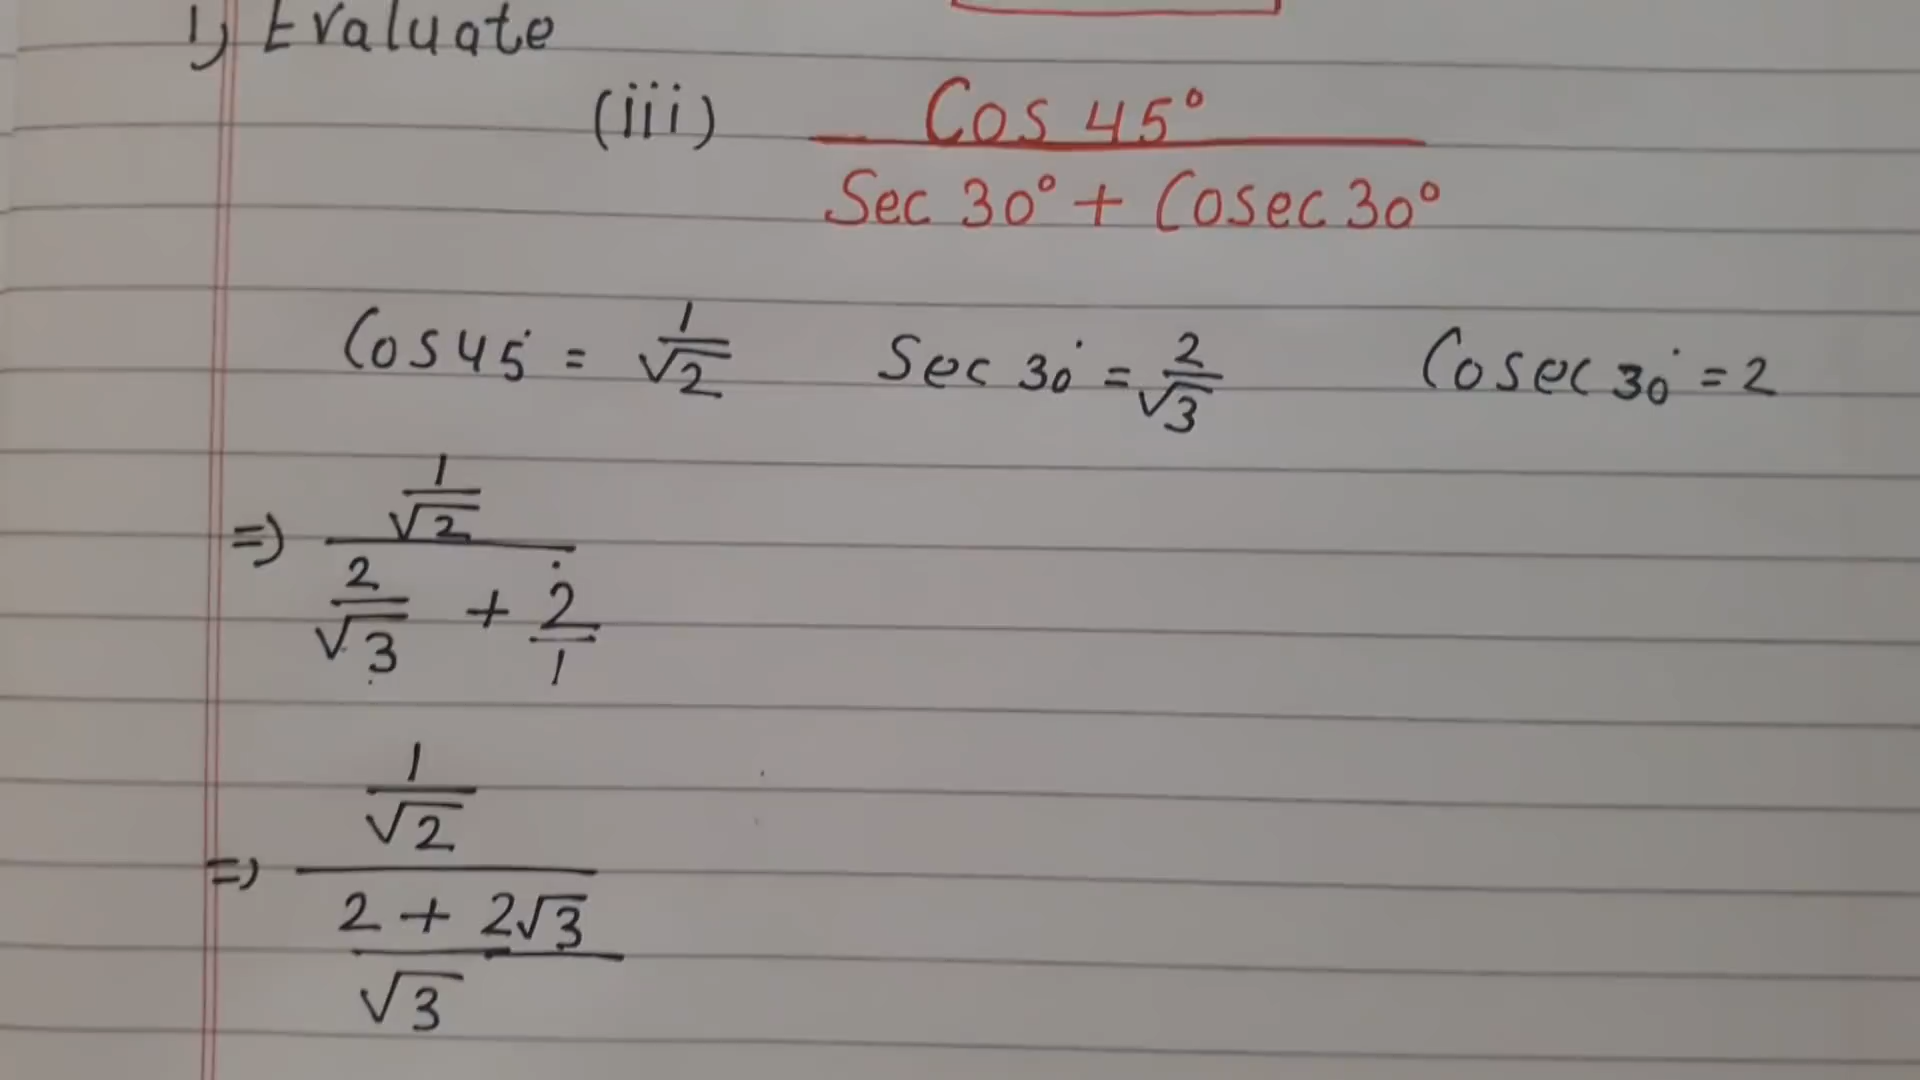 1) Evaluate
(iii) Cos 45° / Sec 30° + Cosec 30°
Cos 45° = 1/√2 Sec 30° = 2/√3 Cosec 30° = 2
=> 1/√2 / 2/√3 + 2/1
=> 1/√2 / 2 + 2√3 / √3